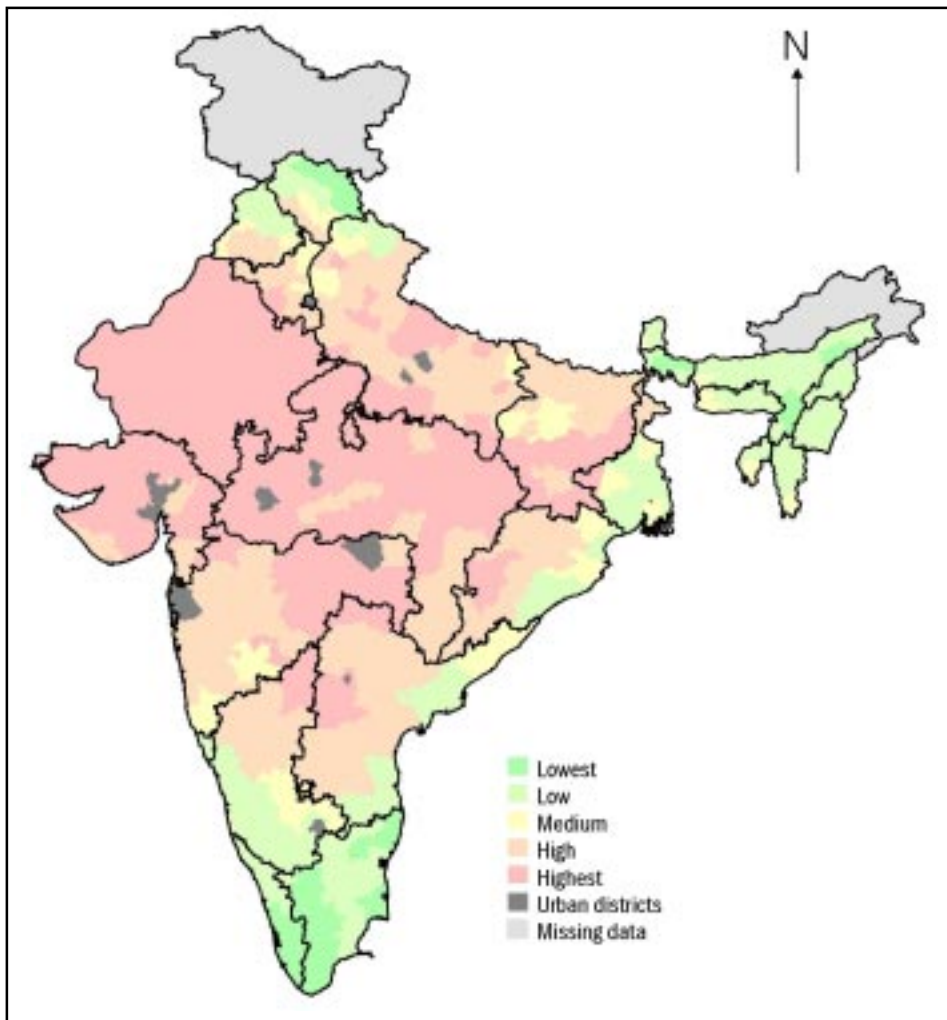 N
Lowest
Low
Medium
High
Highest
Urban districts
Missing data